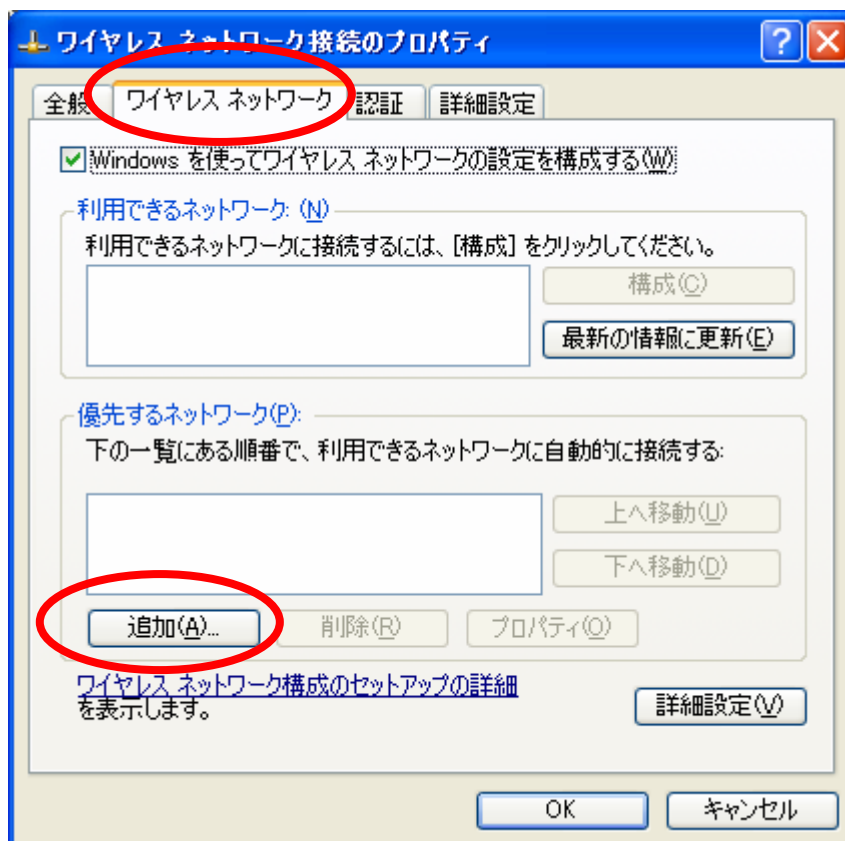 ワイヤレス ネットワーク接続のプロパティ
全般 ワイヤレス ネットワーク 認証 詳細設定
Windows を使ってワイヤレス ネットワークの設定を構成する(W)
利用できるネットワーク: (N)
利用できるネットワークに接続するには、[構成] をクリックしてください。
構成(C)
最新の情報に更新(E)
優先するネットワーク(P):
下の一覧にある順番で、利用できるネットワークに自動的に接続する:
上へ移動(U)
下へ移動(D)
追加(A)... 削除(R) プロパティ(O)
ワイヤレス ネットワーク構成のセットアップの詳細
を表示します。
詳細設定(V)
OK キャンセル